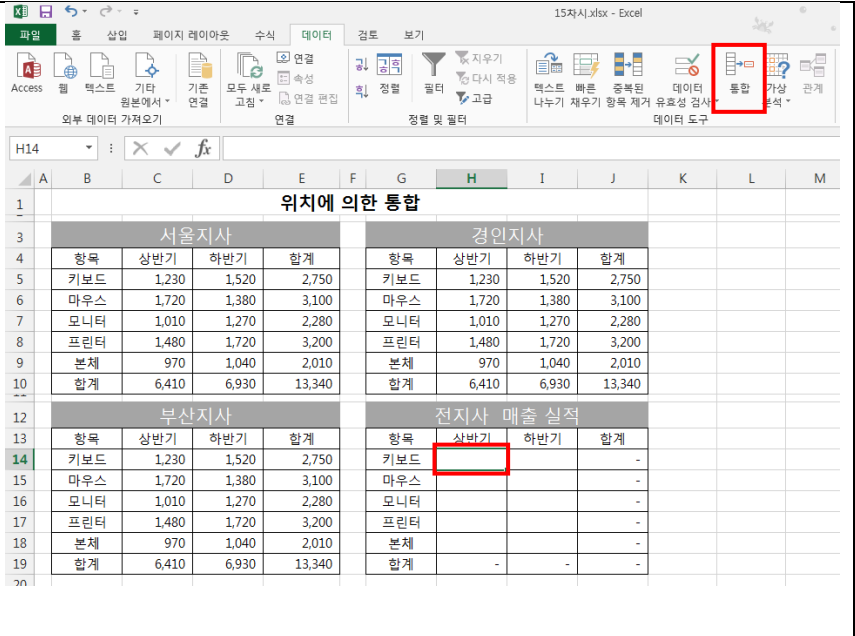 15차시.xlsx - Excel
파일 홈 삽입 페이지 레이아웃 수식 데이터 검토 보기
Access 웹 텍스트 기타 원본에서 기존 연결 모두 새로 고침 연결 속성 연결 편집 정렬 필터 지우기 다시 적용 고급 텍스트 나누기 빠른 채우기 중복된 항목 제거 데이터 유효성 검사 통합 가상 분석 관계
외부 데이터 가져오기 연결 정렬 및 필터 데이터 도구
H14 fx
A B C D E F G H I J K L M
1 위치에 의한 통합
3 서울지사 경인지사
4 항목 상반기 하반기 합계 항목 상반기 하반기 합계
5 키보드 1,230 1,520 2,750 키보드 1,230 1,520 2,750
6 마우스 1,720 1,380 3,100 마우스 1,720 1,380 3,100
7 모니터 1,010 1,270 2,280 모니터 1,010 1,270 2,280
8 프린터 1,480 1,720 3,200 프린터 1,480 1,720 3,200
9 본체 970 1,040 2,010 본체 970 1,040 2,010
10 합계 6,410 6,930 13,340 합계 6,410 6,930 13,340
12 부산지사 전지사 매출 실적
13 항목 상반기 하반기 합계 항목 상반기 하반기 합계
14 키보드 1,230 1,520 2,750 키보드 -
15 마우스 1,720 1,380 3,100 마우스 -
16 모니터 1,010 1,270 2,280 모니터 -
17 프린터 1,480 1,720 3,200 프린터 -
18 본체 970 1,040 2,010 본체 -
19 합계 6,410 6,930 13,340 합계 - - -
20